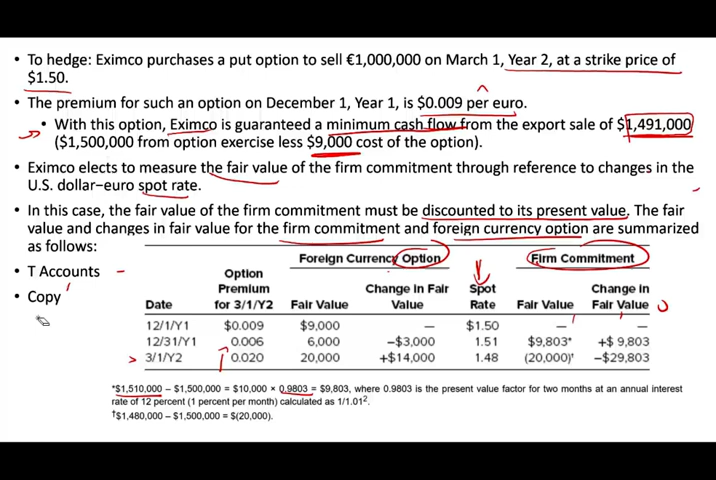 • To hedge: Eximco purchases a put option to sell €1,000,000 on March 1, Year 2, at a strike price of
$1.50.
• The premium for such an option on December 1, Year 1, is $0.009 per euro.
• With this option, Eximco is guaranteed a minimum cash flow from the export sale of $1,491,000
($1,500,000 from option exercise less $9,000 cost of the option).
• Eximco elects to measure the fair value of the firm commitment through reference to changes in the
U.S. dollar–euro spot rate.
• In this case, the fair value of the firm commitment must be discounted to its present value. The fair
value and changes in fair value for the firm commitment and foreign currency option are summarized
as follows:
• T Accounts
• Copy
Foreign Currency Option Firm Commitment
Option
Premium Change in Fair Spot Change in
Date for 3/1/Y2 Fair Value Value Rate Fair Value Fair Value
12/1/Y1 $0.009 $9,000 — $1.50 — —
12/31/Y1 0.006 6,000 –$3,000 1.51 $9,803* +$ 9,803
3/1/Y2 0.020 20,000 +$14,000 1.48 (20,000)† –$29,803
*$1,510,000 – $1,500,000 = $10,000 × 0.9803 = $9,803, where 0.9803 is the present value factor for two months at an annual interest
rate of 12 percent (1 percent per month) calculated as 1/1.01².
†$1,480,000 – $1,500,000 = $(20,000).